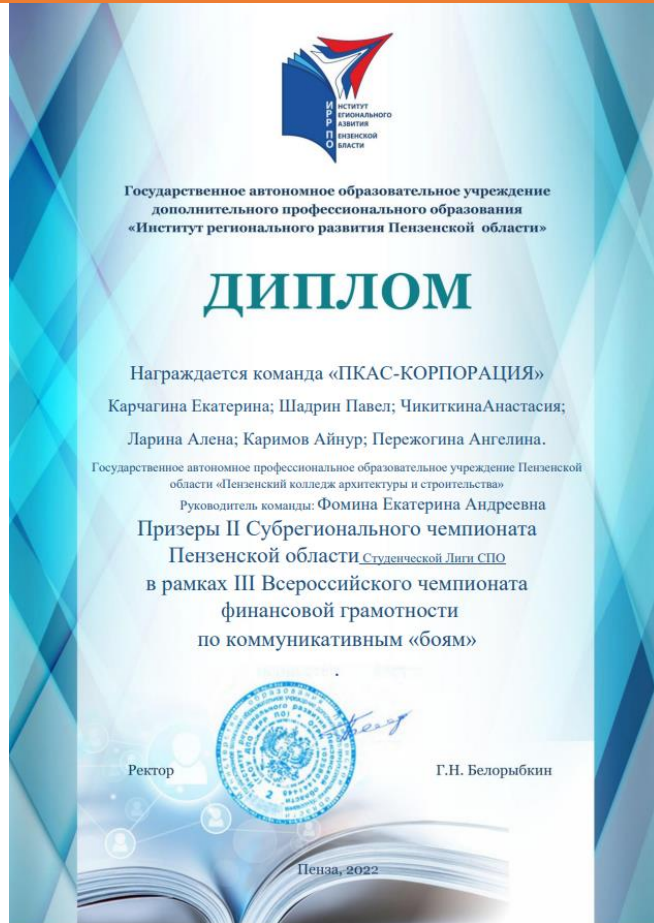 ИНСТИТУТ
РЕГИОНАЛЬНОГО
РАЗВИТИЯ
ПЕНЗЕНСКОЙ
ОБЛАСТИ
Государственное автономное образовательное учреждение
дополнительного профессионального образования
«Институт регионального развития Пензенской области»
ДИПЛОМ
Награждается команда «ПКАС-КОРПОРАЦИЯ»
Карчагина Екатерина; Шадрин Павел; ЧикиткинаАнастасия;
Ларина Алена; Каримов Айнур; Пережогина Ангелина.
Государственное автономное профессиональное образовательное учреждение Пензенской
области «Пензенский колледж архитектуры и строительства»
Руководитель команды: Фомина Екатерина Андреевна
Призеры II Субрегионального чемпионата
Пензенской области Студенческой Лиги СПО
в рамках III Всероссийского чемпионата
финансовой грамотности
по коммуникативным «боям»
.
Ректор
Г.Н. Белорыбкин
Пенза, 2022